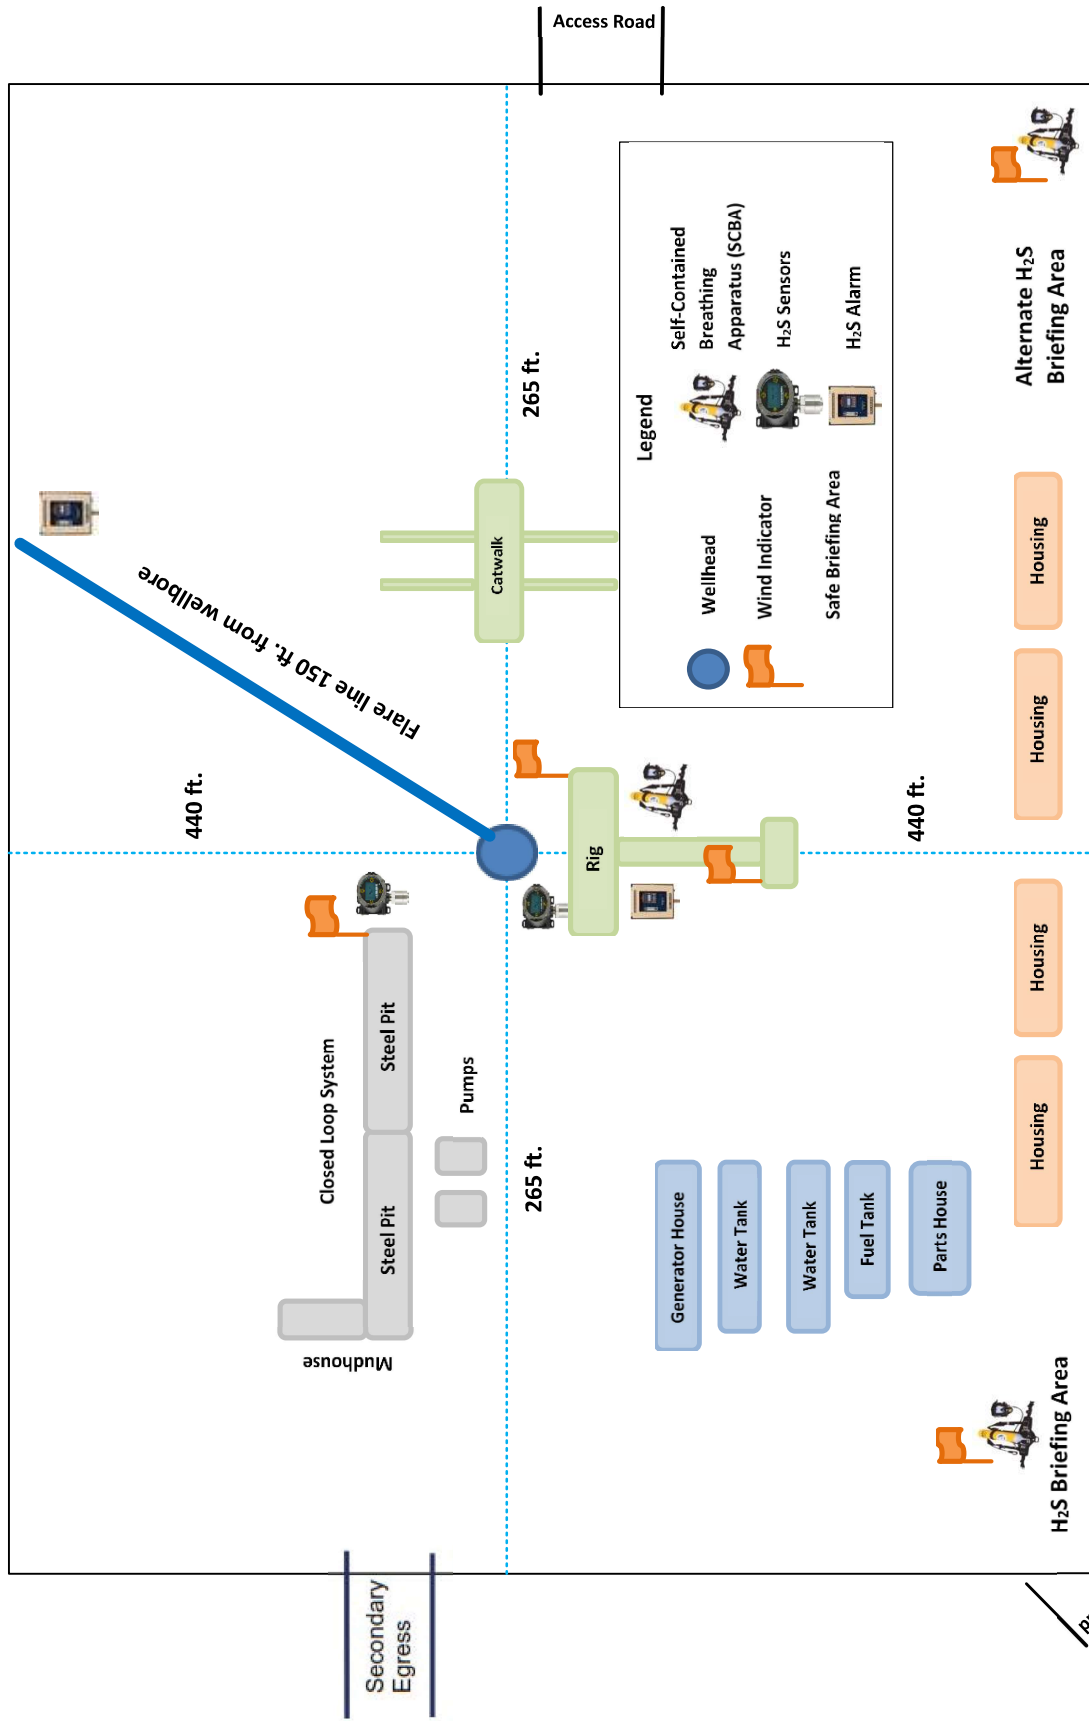 Access Road
440 ft.
Flare line 150 ft. from wellbore
265 ft.
Catwalk
Legend
Self-Contained
Breathing
Apparatus (SCBA)
H₂S Sensors
H₂S Alarm
Wellhead
Wind Indicator
Safe Briefing Area
Alternate H₂S
Briefing Area
Housing
Housing
Housing
Housing
Rig
440 ft.
Closed Loop System
Steel Pit
Steel Pit
Pumps
Mudhouse
265 ft.
Generator House
Water Tank
Water Tank
Fuel Tank
Parts House
H₂S Briefing Area
Secondary
Egress